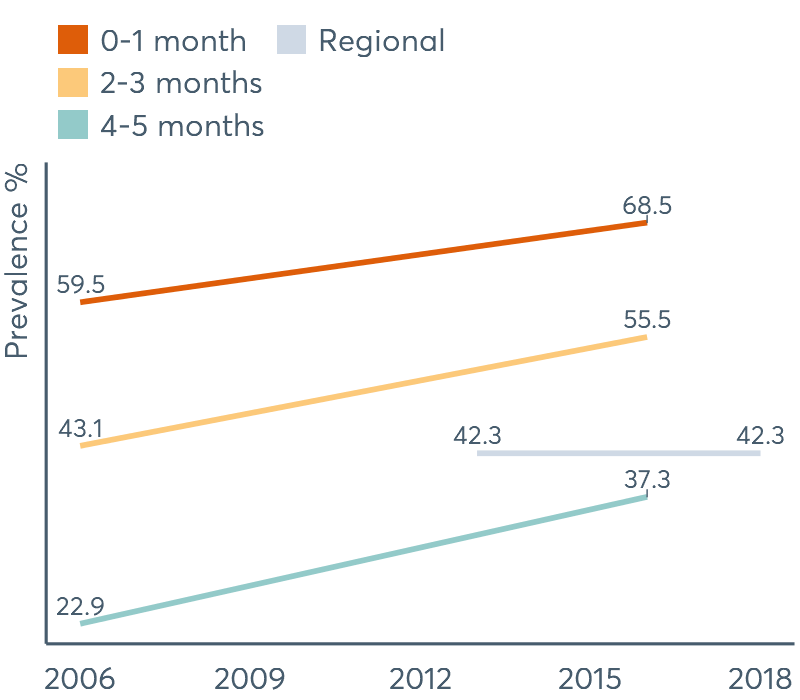 0-1 month
Regional
2-3 months
4-5 months
Prevalence %
68.5
59.5
55.5
43.1
42.3
42.3
37.3
22.9
2006
2009
2012
2015
2018